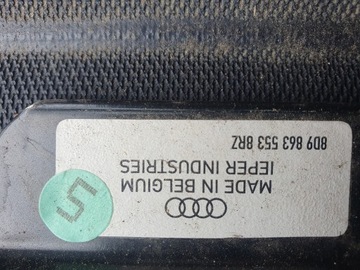 MADE IN BELGIUM
IEPER INDUSTRIES
8D9 863 553 8RZ
5